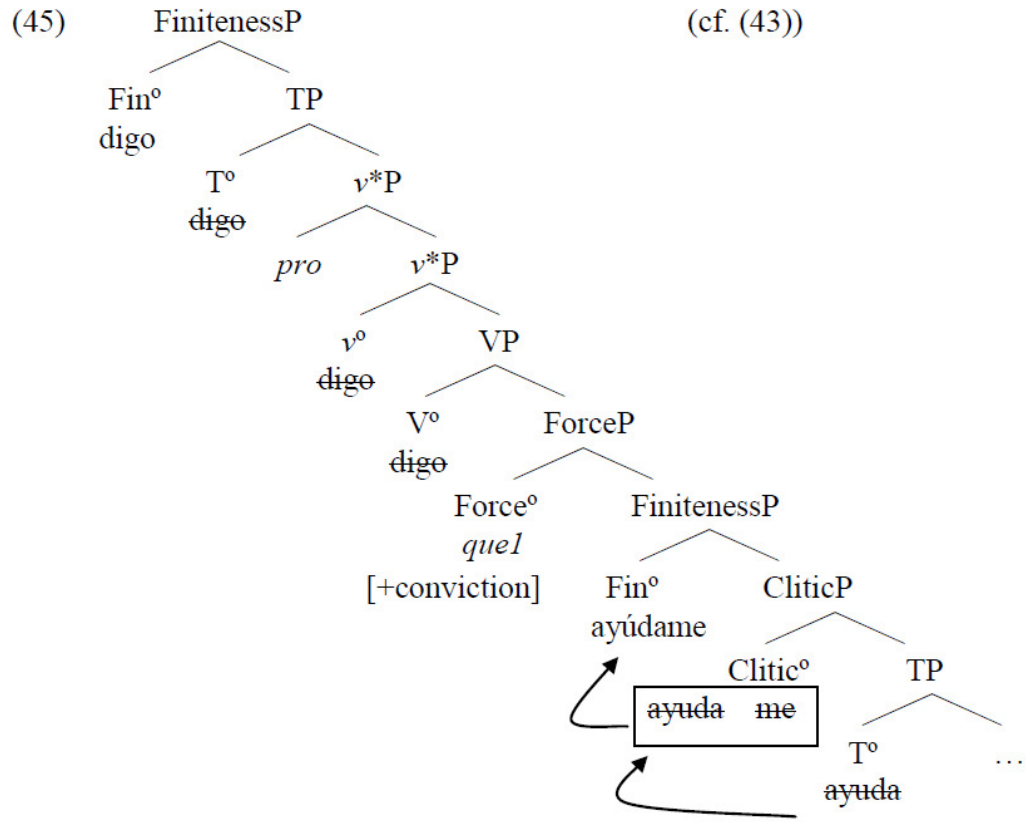 (45) FinitenessP (cf. (43))
Finº TP
digo
Tº v*P
digo
pro v*P
vº VP
digo
Vº ForceP
digo
Forceº FinitenessP
que1
[+conviction] Finº CliticP
ayúdame
Cliticº TP
ayuda me
Tº …
ayuda